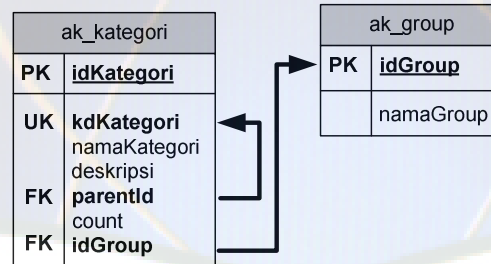 ak_kategori
PK idKategori
UK kdKategori
namaKategori
deskripsi
FK parentId
count
FK idGroup
ak_group
PK idGroup
namaGroup